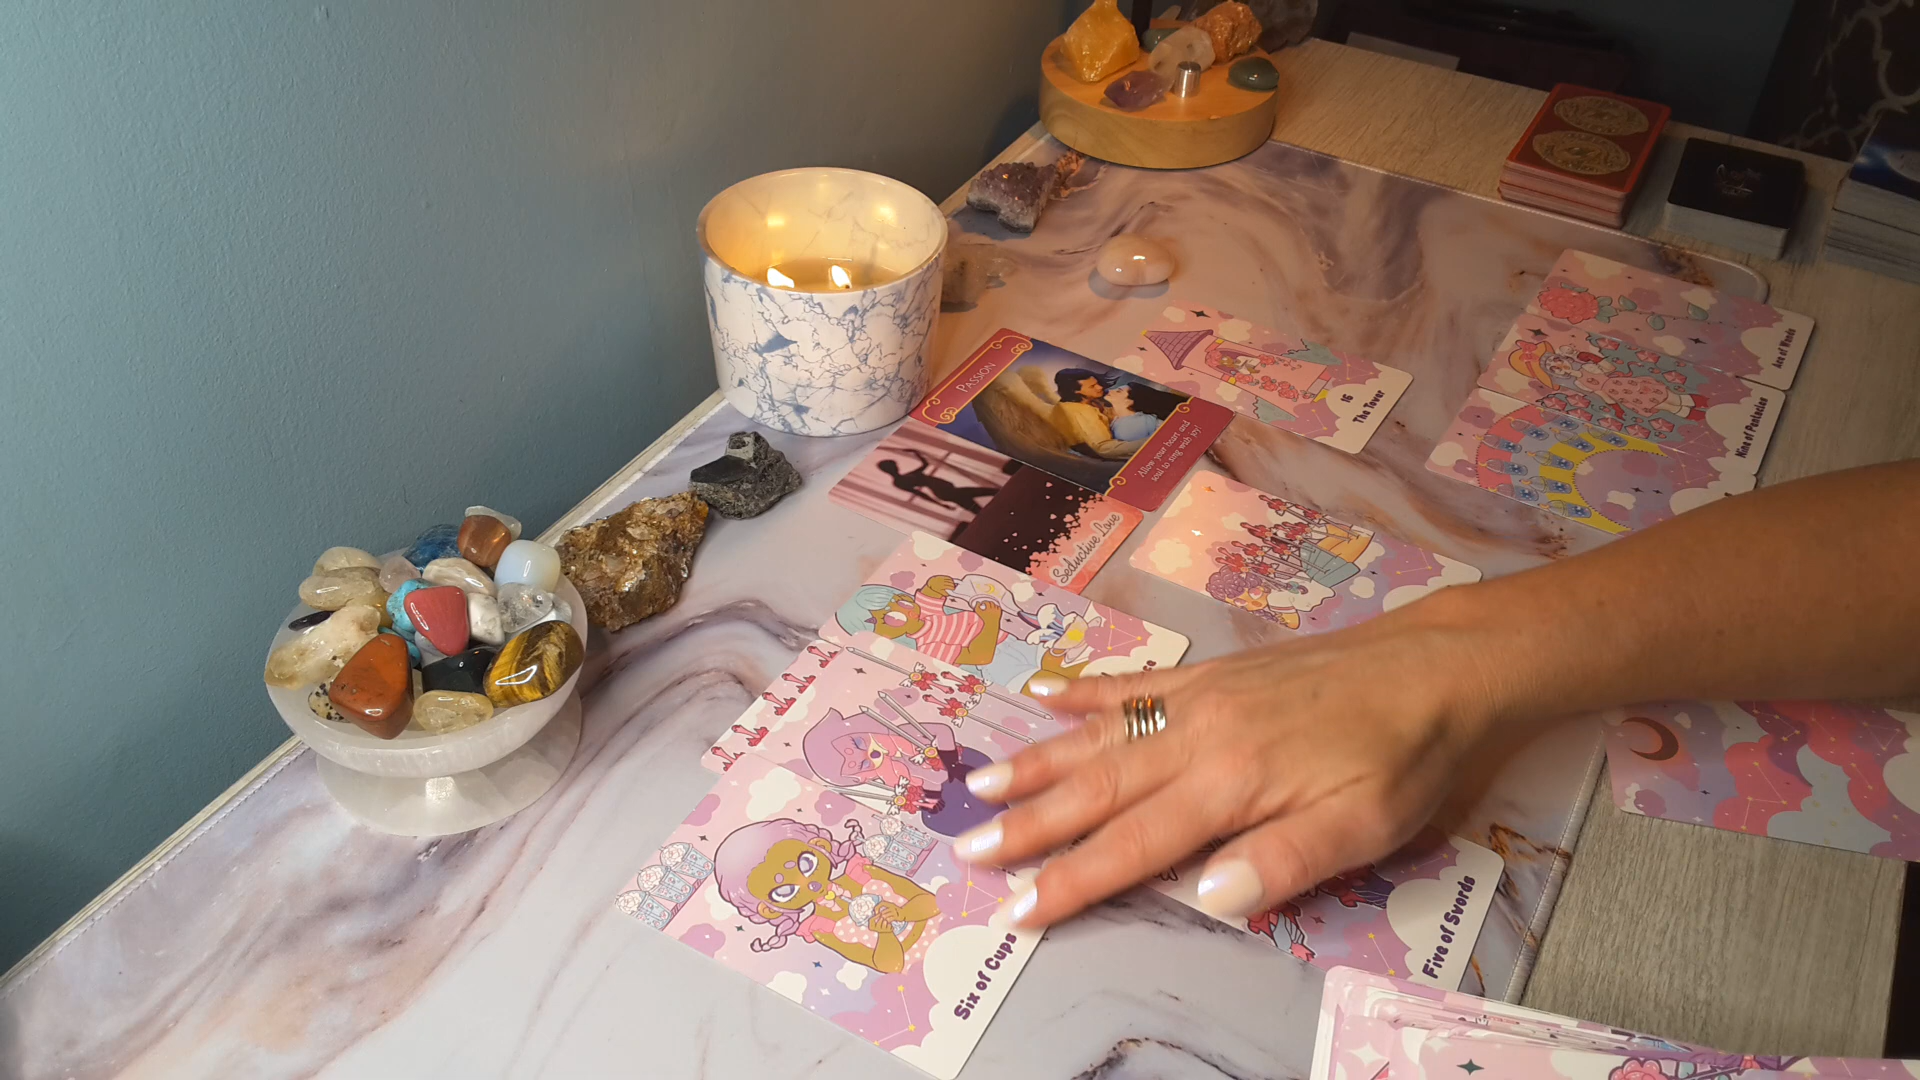 PASSION
"Allow your heart and
soul to sing with joy!
Seductive Love
16
The Tower
Ace of Wands
Nine of Pentacles
Six of Cups
Five of Swords